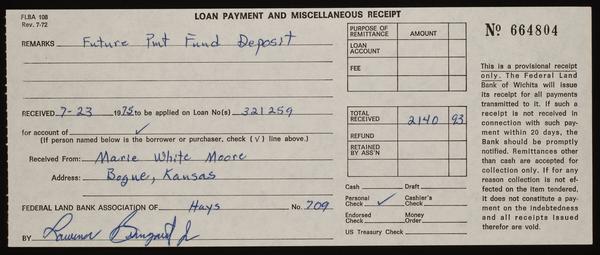 FLBA 108
Rev. 7-72
LOAN PAYMENT AND MISCELLANEOUS RECEIPT
REMARKS Future Pmt Fund Deposit
RECEIVED 7-23 1975 to be applied on Loan No(s) 321259
for account of ✓
(If person named below is the borrower or purchaser, check (√) line above.)
Received From: Marie White Moore
Address: Bogue, Kansas
FEDERAL LAND BANK ASSOCIATION OF Hays No. 709
BY
PURPOSE OF REMITTANCE AMOUNT
LOAN ACCOUNT
FEE
TOTAL RECEIVED 2140 93
REFUND
RETAINED BY ASS'N
Cash Draft
Personal Check ✓ Cashier's Check
Endorsed Check Money Order
US Treasury Check
No 664804
This is a provisional receipt
only. The Federal Land
Bank of Wichita will issue
its receipt for all payments
transmitted to it. If such a
receipt is not received in
connection with such pay-
ment within 20 days, the
Bank should be promptly
notified. Remittances other
than cash are accepted for
collection only. If for any
reason collection is not ef-
fected on the item tendered,
it does not constitute a pay-
ment on the indebtedness
and all receipts issued
therefor are void.